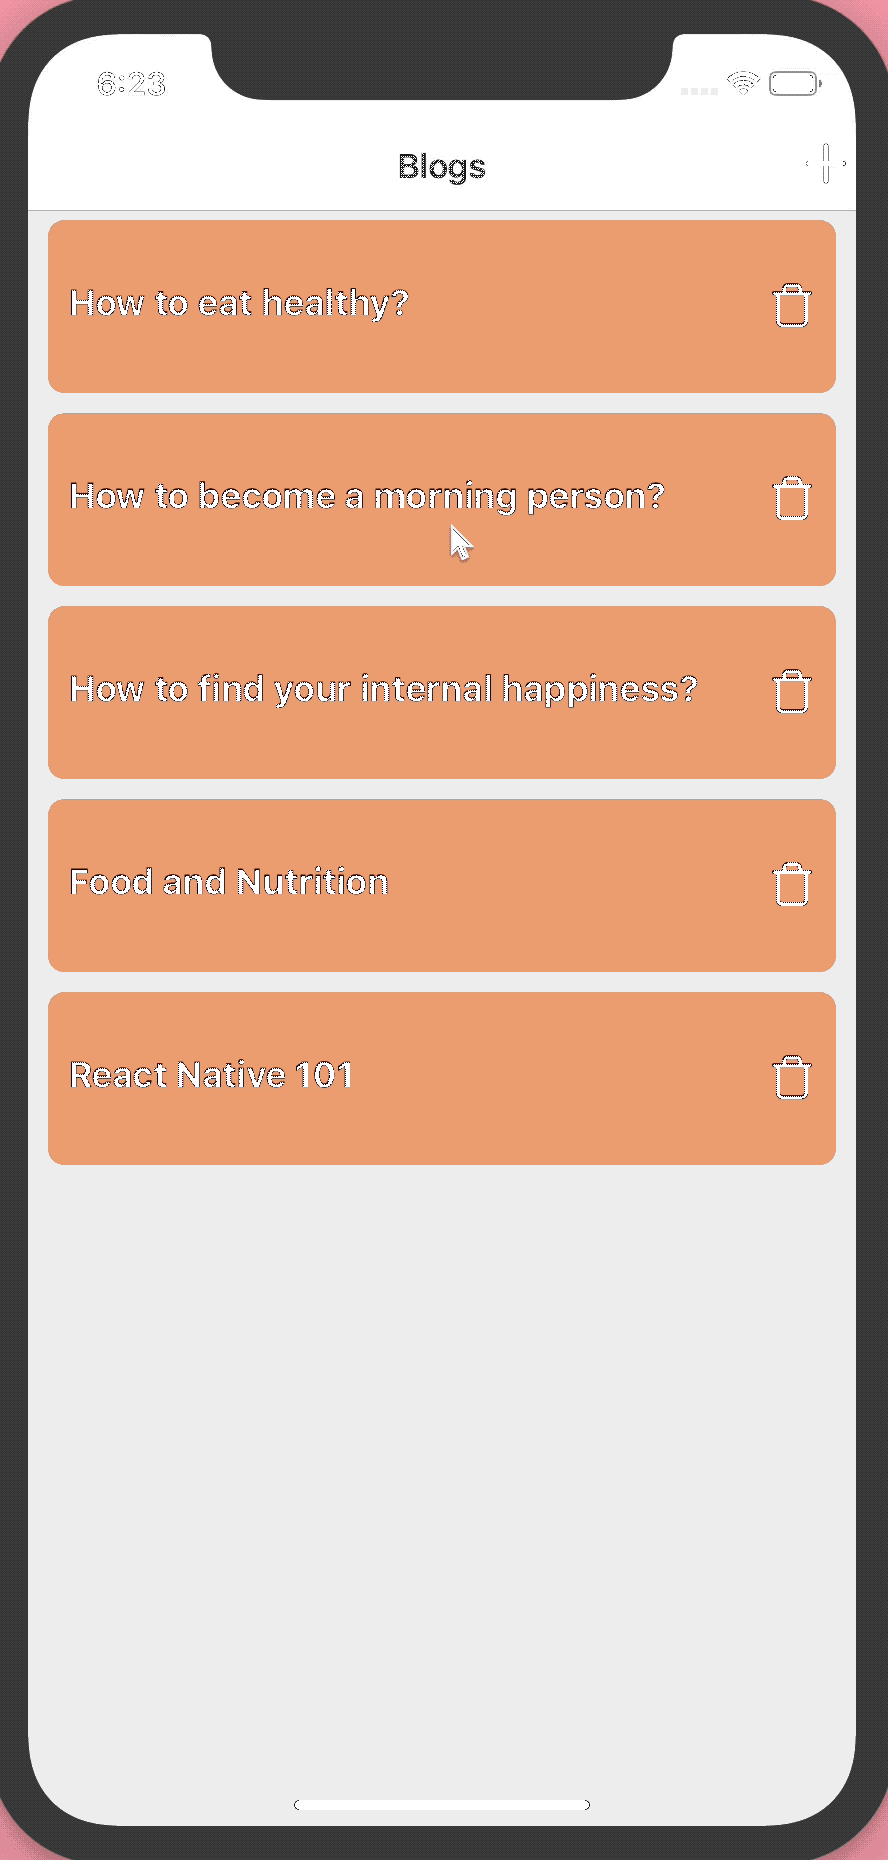 6:23
Blogs
How to eat healthy?
How to become a morning person?
How to find your internal happiness?
Food and Nutrition
React Native 101